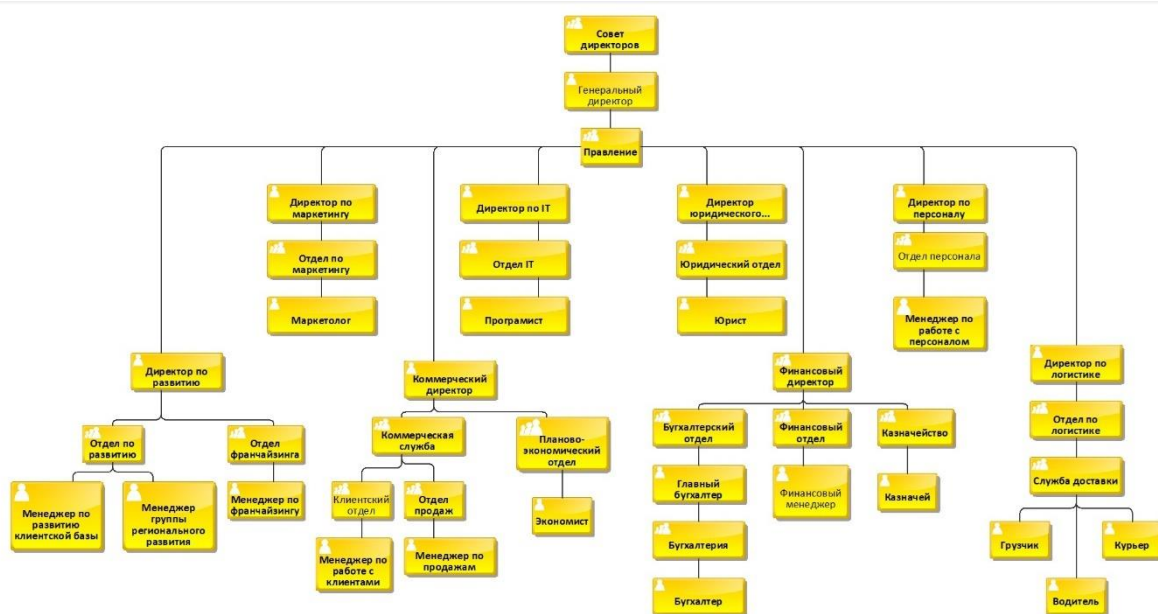 Совет
директоров
Генеральный
директор
Правление
Директор по
маркетингу
Директор по IT
Директор
юридического...
Директор по
персоналу
Отдел по
маркетингу
Отдел IT
Юридический отдел
Отдел персонала
Маркетолог
Програмист
Юрист
Менеджер по
работе с
персоналом
Директор по
развитию
Коммерческий
директор
Финансовый
директор
Директор по
логистике
Отдел по
развитию
Отдел
франчайзинга
Коммерческая
служба
Планово-
экономический
отдел
Бугхалтерский
отдел
Финансовый
отдел
Казначейство
Отдел по
логистике
Менеджер по
развитию
клиентской базы
Менеджер
группы
регионального
развития
Менеджер по
франчайзингу
Клиентский
отдел
Отдел
продаж
Экономист
Главный
бугхалтер
Финансовый
менеджер
Казначей
Служба доставки
Менеджер по
работе с
клиентами
Менеджер по
продажам
Бугхалтерия
Грузчик
Курьер
Бугхалтер
Водитель